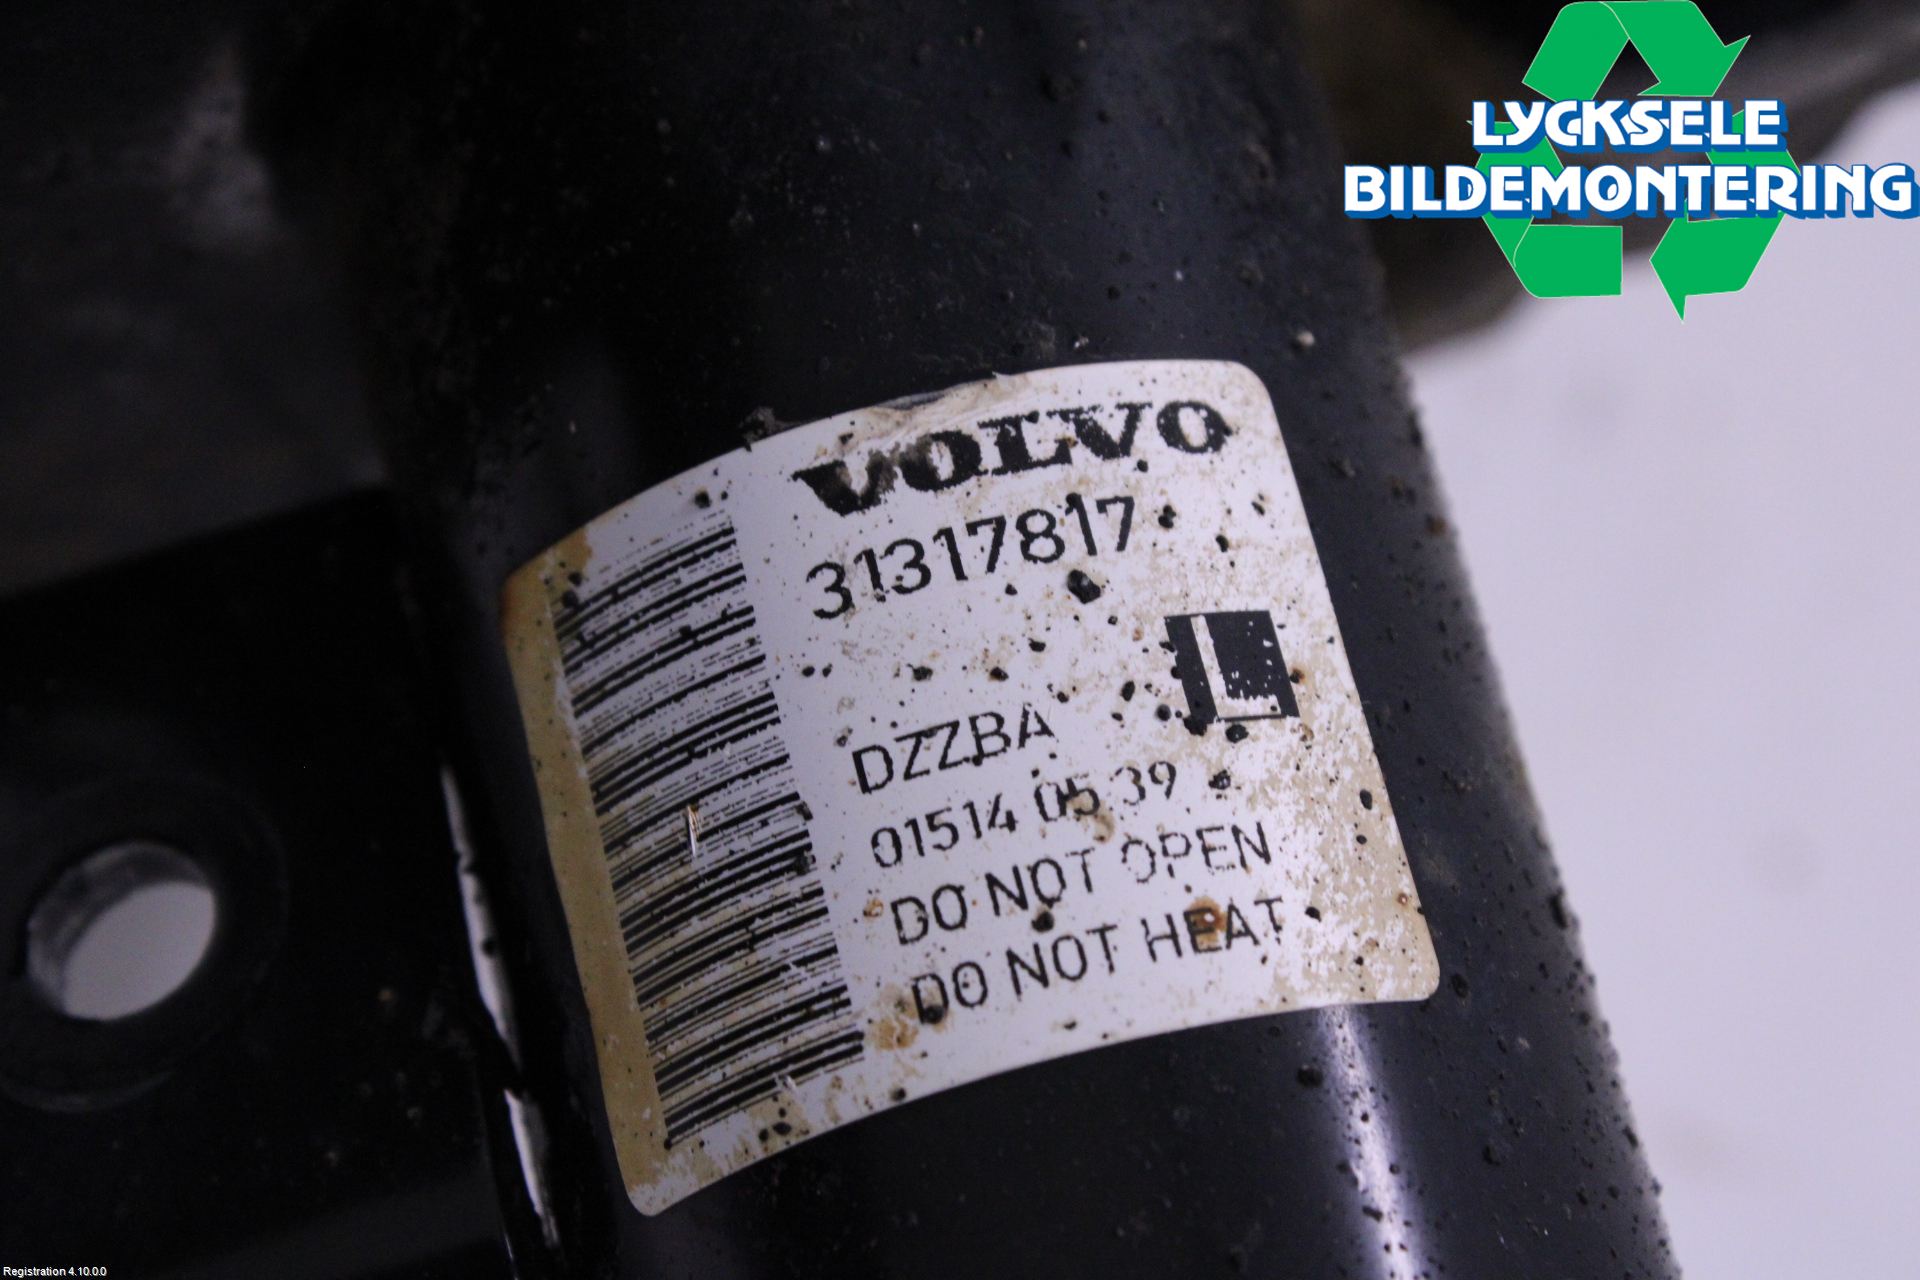 LYCKSELE
BILDEMONTERING
VOLVO
31317817
L
DZZBA
01514 05 39
DO NOT OPEN
DO NOT HEAT
Registration 4.10.0.0